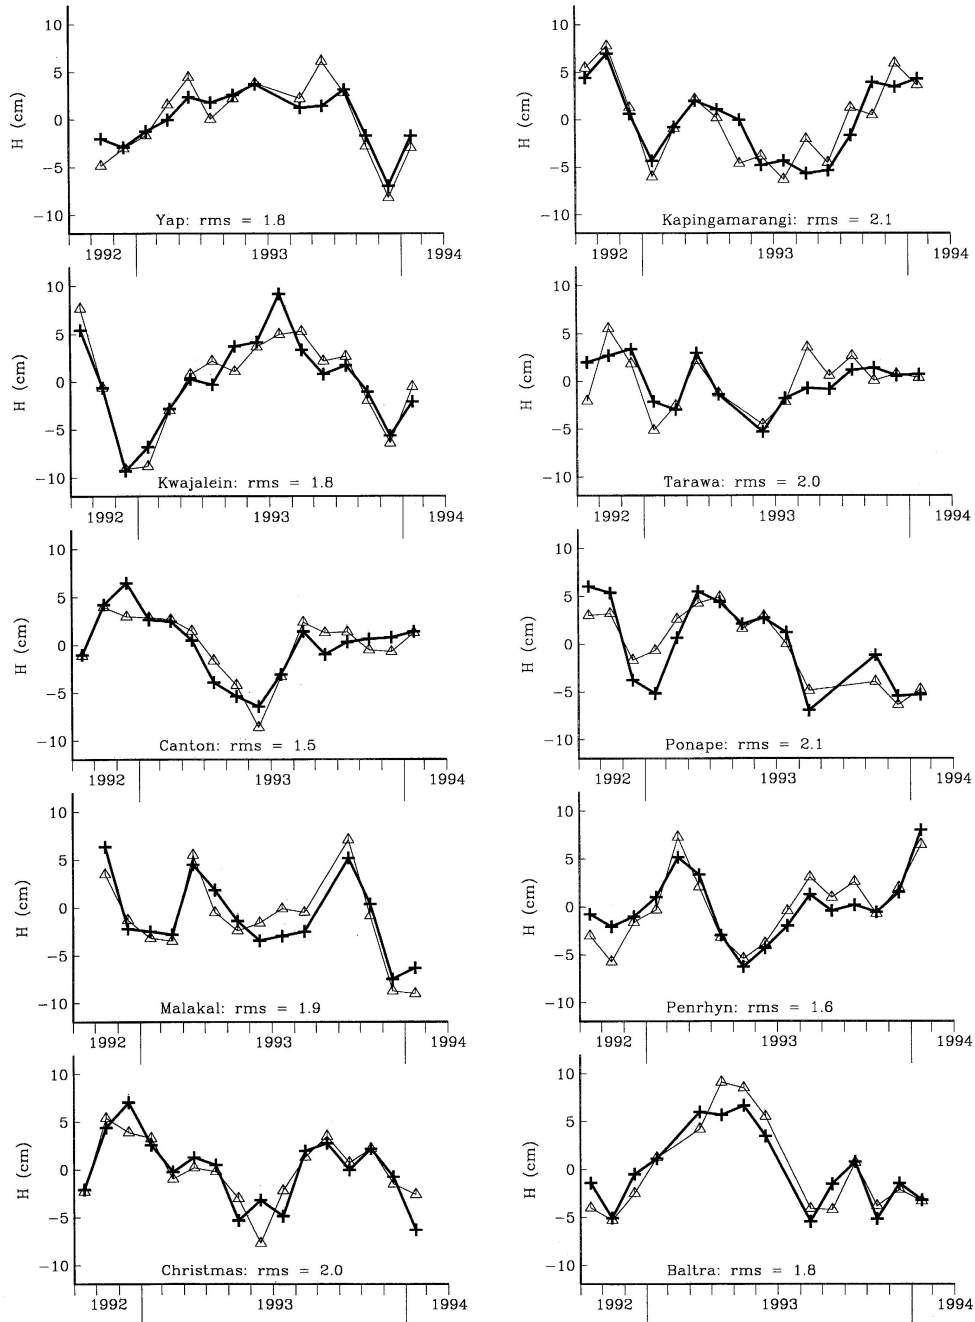 10
5
0
−5
−10
H (cm)
Yap: rms = 1.8
1992 1993 1994
10
5
0
−5
−10
H (cm)
Kapingamarangi: rms = 2.1
1992 1993 1994
10
5
0
−5
−10
H (cm)
Kwajalein: rms = 1.8
1992 1993 1994
10
5
0
−5
−10
H (cm)
Tarawa: rms = 2.0
1992 1993 1994
10
5
0
−5
−10
H (cm)
Canton: rms = 1.5
1992 1993 1994
10
5
0
−5
−10
H (cm)
Ponape: rms = 2.1
1992 1993 1994
10
5
0
−5
−10
H (cm)
Malakal: rms = 1.9
1992 1993 1994
10
5
0
−5
−10
H (cm)
Penrhyn: rms = 1.6
1992 1993 1994
10
5
0
−5
−10
H (cm)
Christmas: rms = 2.0
1992 1993 1994
10
5
0
−5
−10
H (cm)
Baltra: rms = 1.8
1992 1993 1994